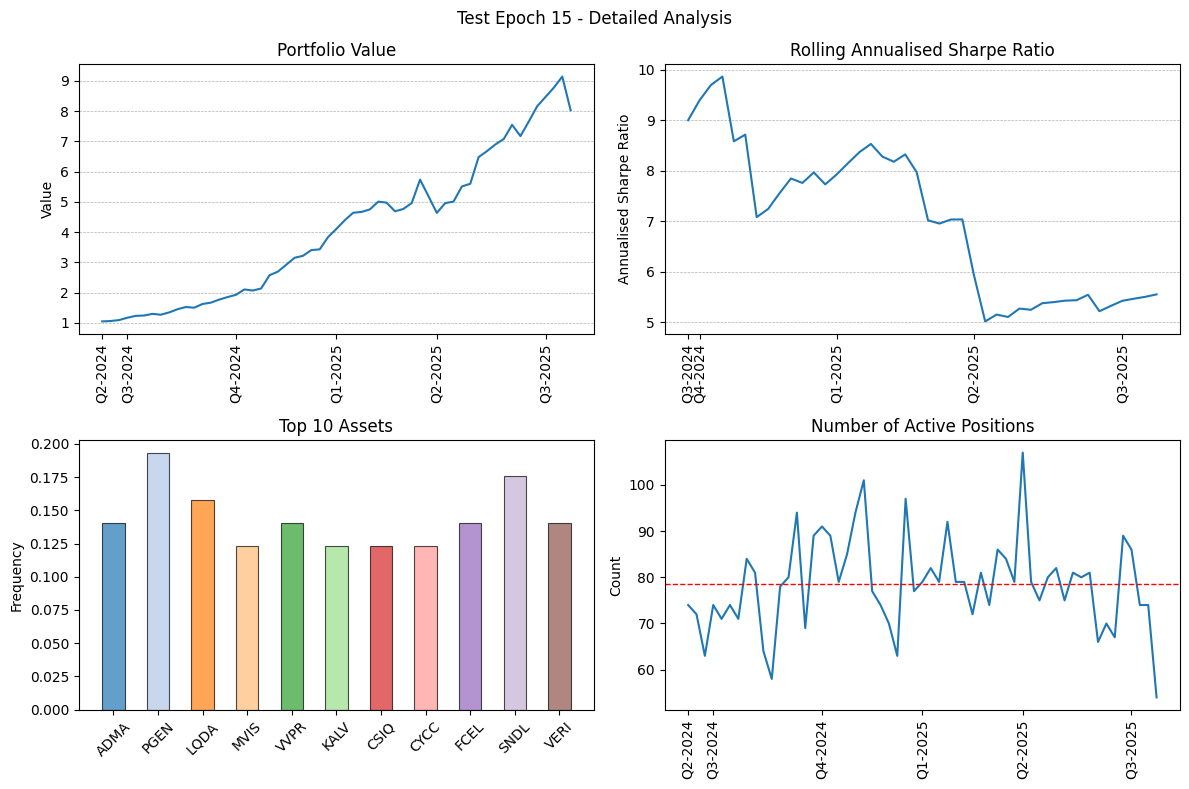 Test Epoch 15 - Detailed Analysis
Portfolio Value
Value
9
8
7
6
5
4
3
2
1
Q2-2024
Q3-2024
Q4-2024
Q1-2025
Q2-2025
Q3-2025
Rolling Annualised Sharpe Ratio
Annualised Sharpe Ratio
10
9
8
7
6
5
Q3-2024
Q4-2024
Q1-2025
Q2-2025
Q3-2025
Top 10 Assets
Frequency
0.200
0.175
0.150
0.125
0.100
0.075
0.050
0.025
0.000
ADMA
PGEN
LQDA
MVIS
VVPR
KALV
CSIQ
CYCC
FCEL
SNDL
VERI
Number of Active Positions
Count
100
90
80
70
60
Q2-2024
Q3-2024
Q4-2024
Q1-2025
Q2-2025
Q3-2025